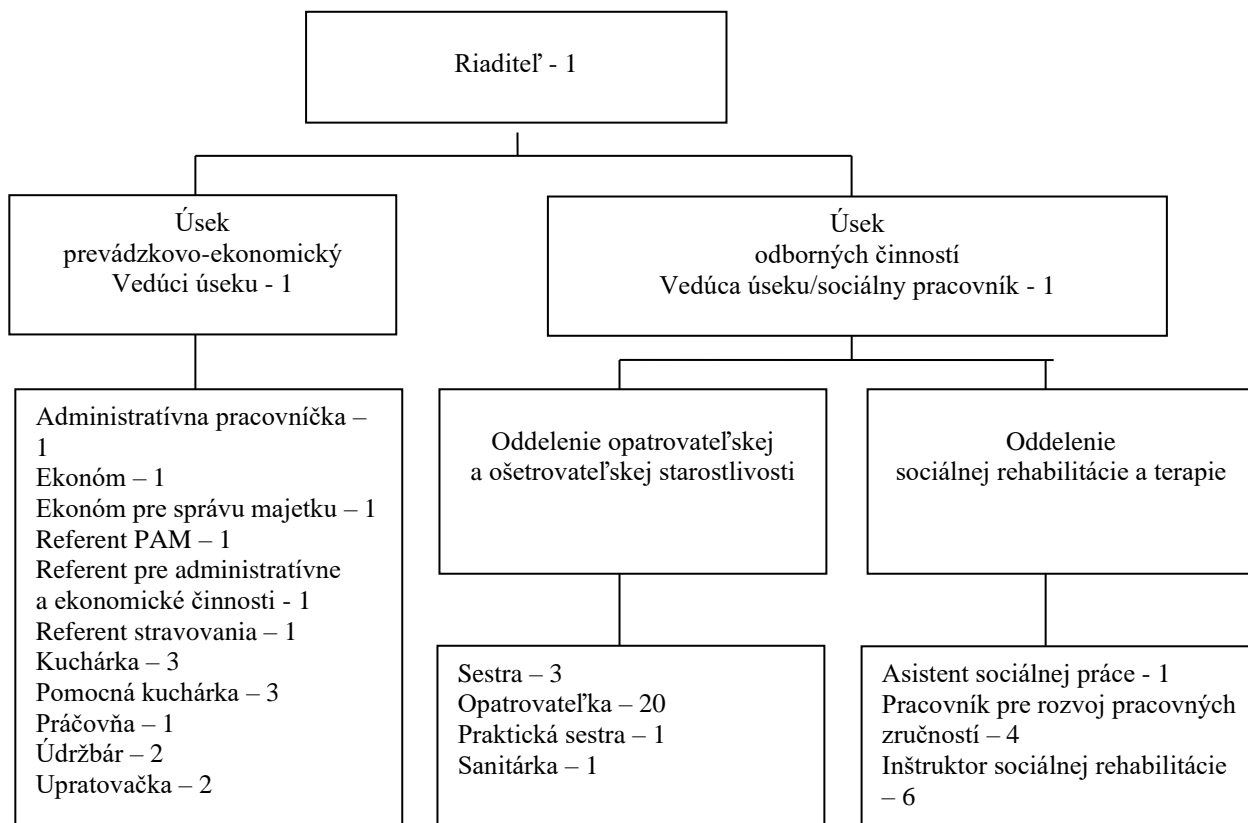 Riaditeľ - 1
Úsek
prevádzkovo-ekonomický
Vedúci úseku - 1
Úsek
odborných činností
Vedúca úseku/sociálny pracovník - 1
Administratívna pracovníčka –
1
Ekonóm – 1
Ekonóm pre správu majetku – 1
Referent PAM – 1
Referent pre administratívne
a ekonomické činnosti - 1
Referent stravovania – 1
Kuchárka – 3
Pomocná kuchárka – 3
Práčovňa – 1
Údržbár – 2
Upratovačka – 2
Oddelenie opatrovateľskej
a ošetrovateľskej starostlivosti
Oddelenie
sociálnej rehabilitácie a terapie
Sestra – 3
Opatrovateľka – 20
Praktická sestra – 1
Sanitárka – 1
Asistent sociálnej práce - 1
Pracovník pre rozvoj pracovných
zručností – 4
Inštruktor sociálnej rehabilitácie
– 6